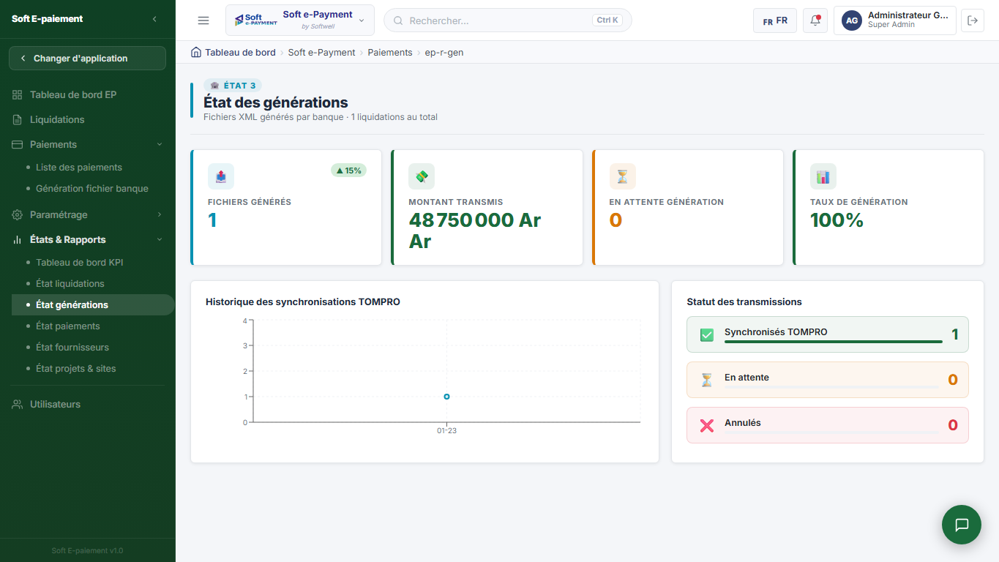 Soft E-paiement
Changer d'application
Tableau de bord EP
Liquidations
Paiements
Liste des paiements
Génération fichier banque
Paramétrage
États & Rapports
Tableau de bord KPI
État liquidations
État générations
État paiements
État fournisseurs
État projets & sites
Utilisateurs
Soft E-paiement v1.0
Soft e-PAYMENT
Soft e-Payment
by Softwell
Rechercher...
Ctrl K
FR FR
AG
Administrateur G...
Super Admin
Tableau de bord › Soft e-Payment › Paiements › ep-r-gen
ÉTAT 3
État des générations
Fichiers XML générés par banque · 1 liquidations au total
▲ 15%
FICHIERS GÉNÉRÉS
1
MONTANT TRANSMIS
48 750 000 Ar
Ar
EN ATTENTE GÉNÉRATION
0
TAUX DE GÉNÉRATION
100%
Historique des synchronisations TOMPRO
4
3
2
1
0
01-23
Statut des transmissions
Synchronisés TOMPRO
1
En attente
0
Annulés
0